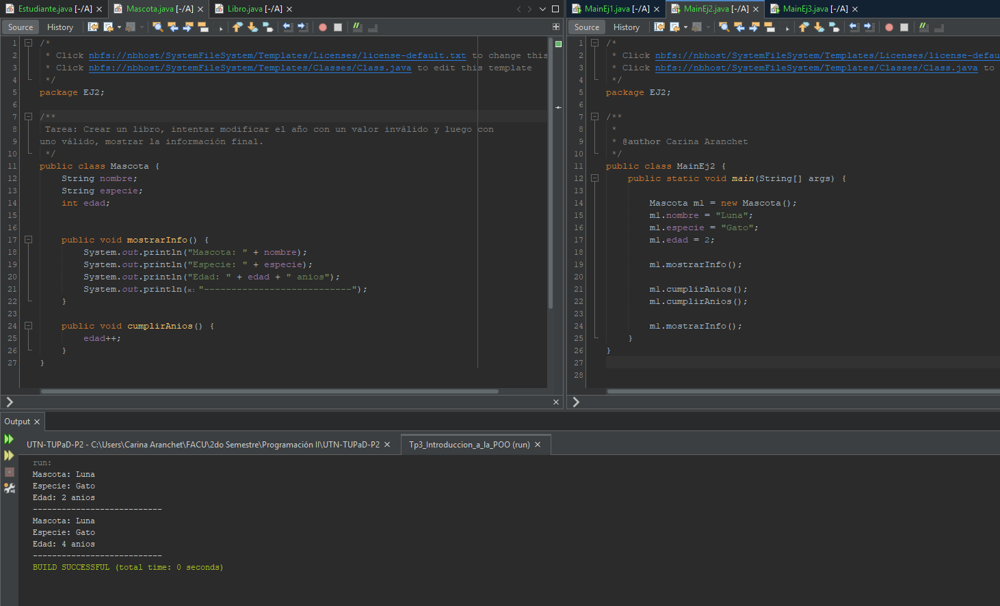 Estudiante.java [-/A] Mascota.java [-/A] Libro.java [-/A]
Source History
1 /*
2 * Click nbfs://nbhost/SystemFileSystem/Templates/Licenses/license-default.txt to change this
3 * Click nbfs://nbhost/SystemFileSystem/Templates/Classes/Class.java to edit this template
4 */
5 package EJ2;
6
7 /**
8 Tarea: Crear un libro, intentar modificar el año con un valor inválido y luego con
9 uno válido, mostrar la información final.
10 */
11 public class Mascota {
12 String nombre;
13 String especie;
14 int edad;
15
16
17 public void mostrarInfo() {
18 System.out.println("Mascota: " + nombre);
19 System.out.println("Especie: " + especie);
20 System.out.println("Edad: " + edad + " anios");
21 System.out.println(x: "---------------------------");
22 }
23
24 public void cumplirAnios() {
25 edad++;
26 }
27 }
MainEj1.java [-/A] MainEj2.java [-/A] MainEj3.java [-/A]
Source History
1 /*
2 * Click nbfs://nbhost/SystemFileSystem/Templates/Licenses/license-defau
3 * Click nbfs://nbhost/SystemFileSystem/Templates/Classes/Class.java to
4 */
5 package EJ2;
6
7 /**
8 *
9 * @author Carina Aranchet
10 */
11 public class MainEj2 {
12 public static void main(String[] args) {
13
14 Mascota m1 = new Mascota();
15 m1.nombre = "Luna";
16 m1.especie = "Gato";
17 m1.edad = 2;
18
19 m1.mostrarInfo();
20
21 m1.cumplirAnios();
22 m1.cumplirAnios();
23
24 m1.mostrarInfo();
25 }
26 }
27
28
Output
UTN-TUPaD-P2 - C:\Users\Carina Aranchet\FACU\2do Semestre\Programación II\UTN-TUPaD-P2 Tp3_Introduccion_a_la_POO (run)
run:
Mascota: Luna
Especie: Gato
Edad: 2 anios
---------------------------
Mascota: Luna
Especie: Gato
Edad: 4 anios
---------------------------
BUILD SUCCESSFUL (total time: 0 seconds)